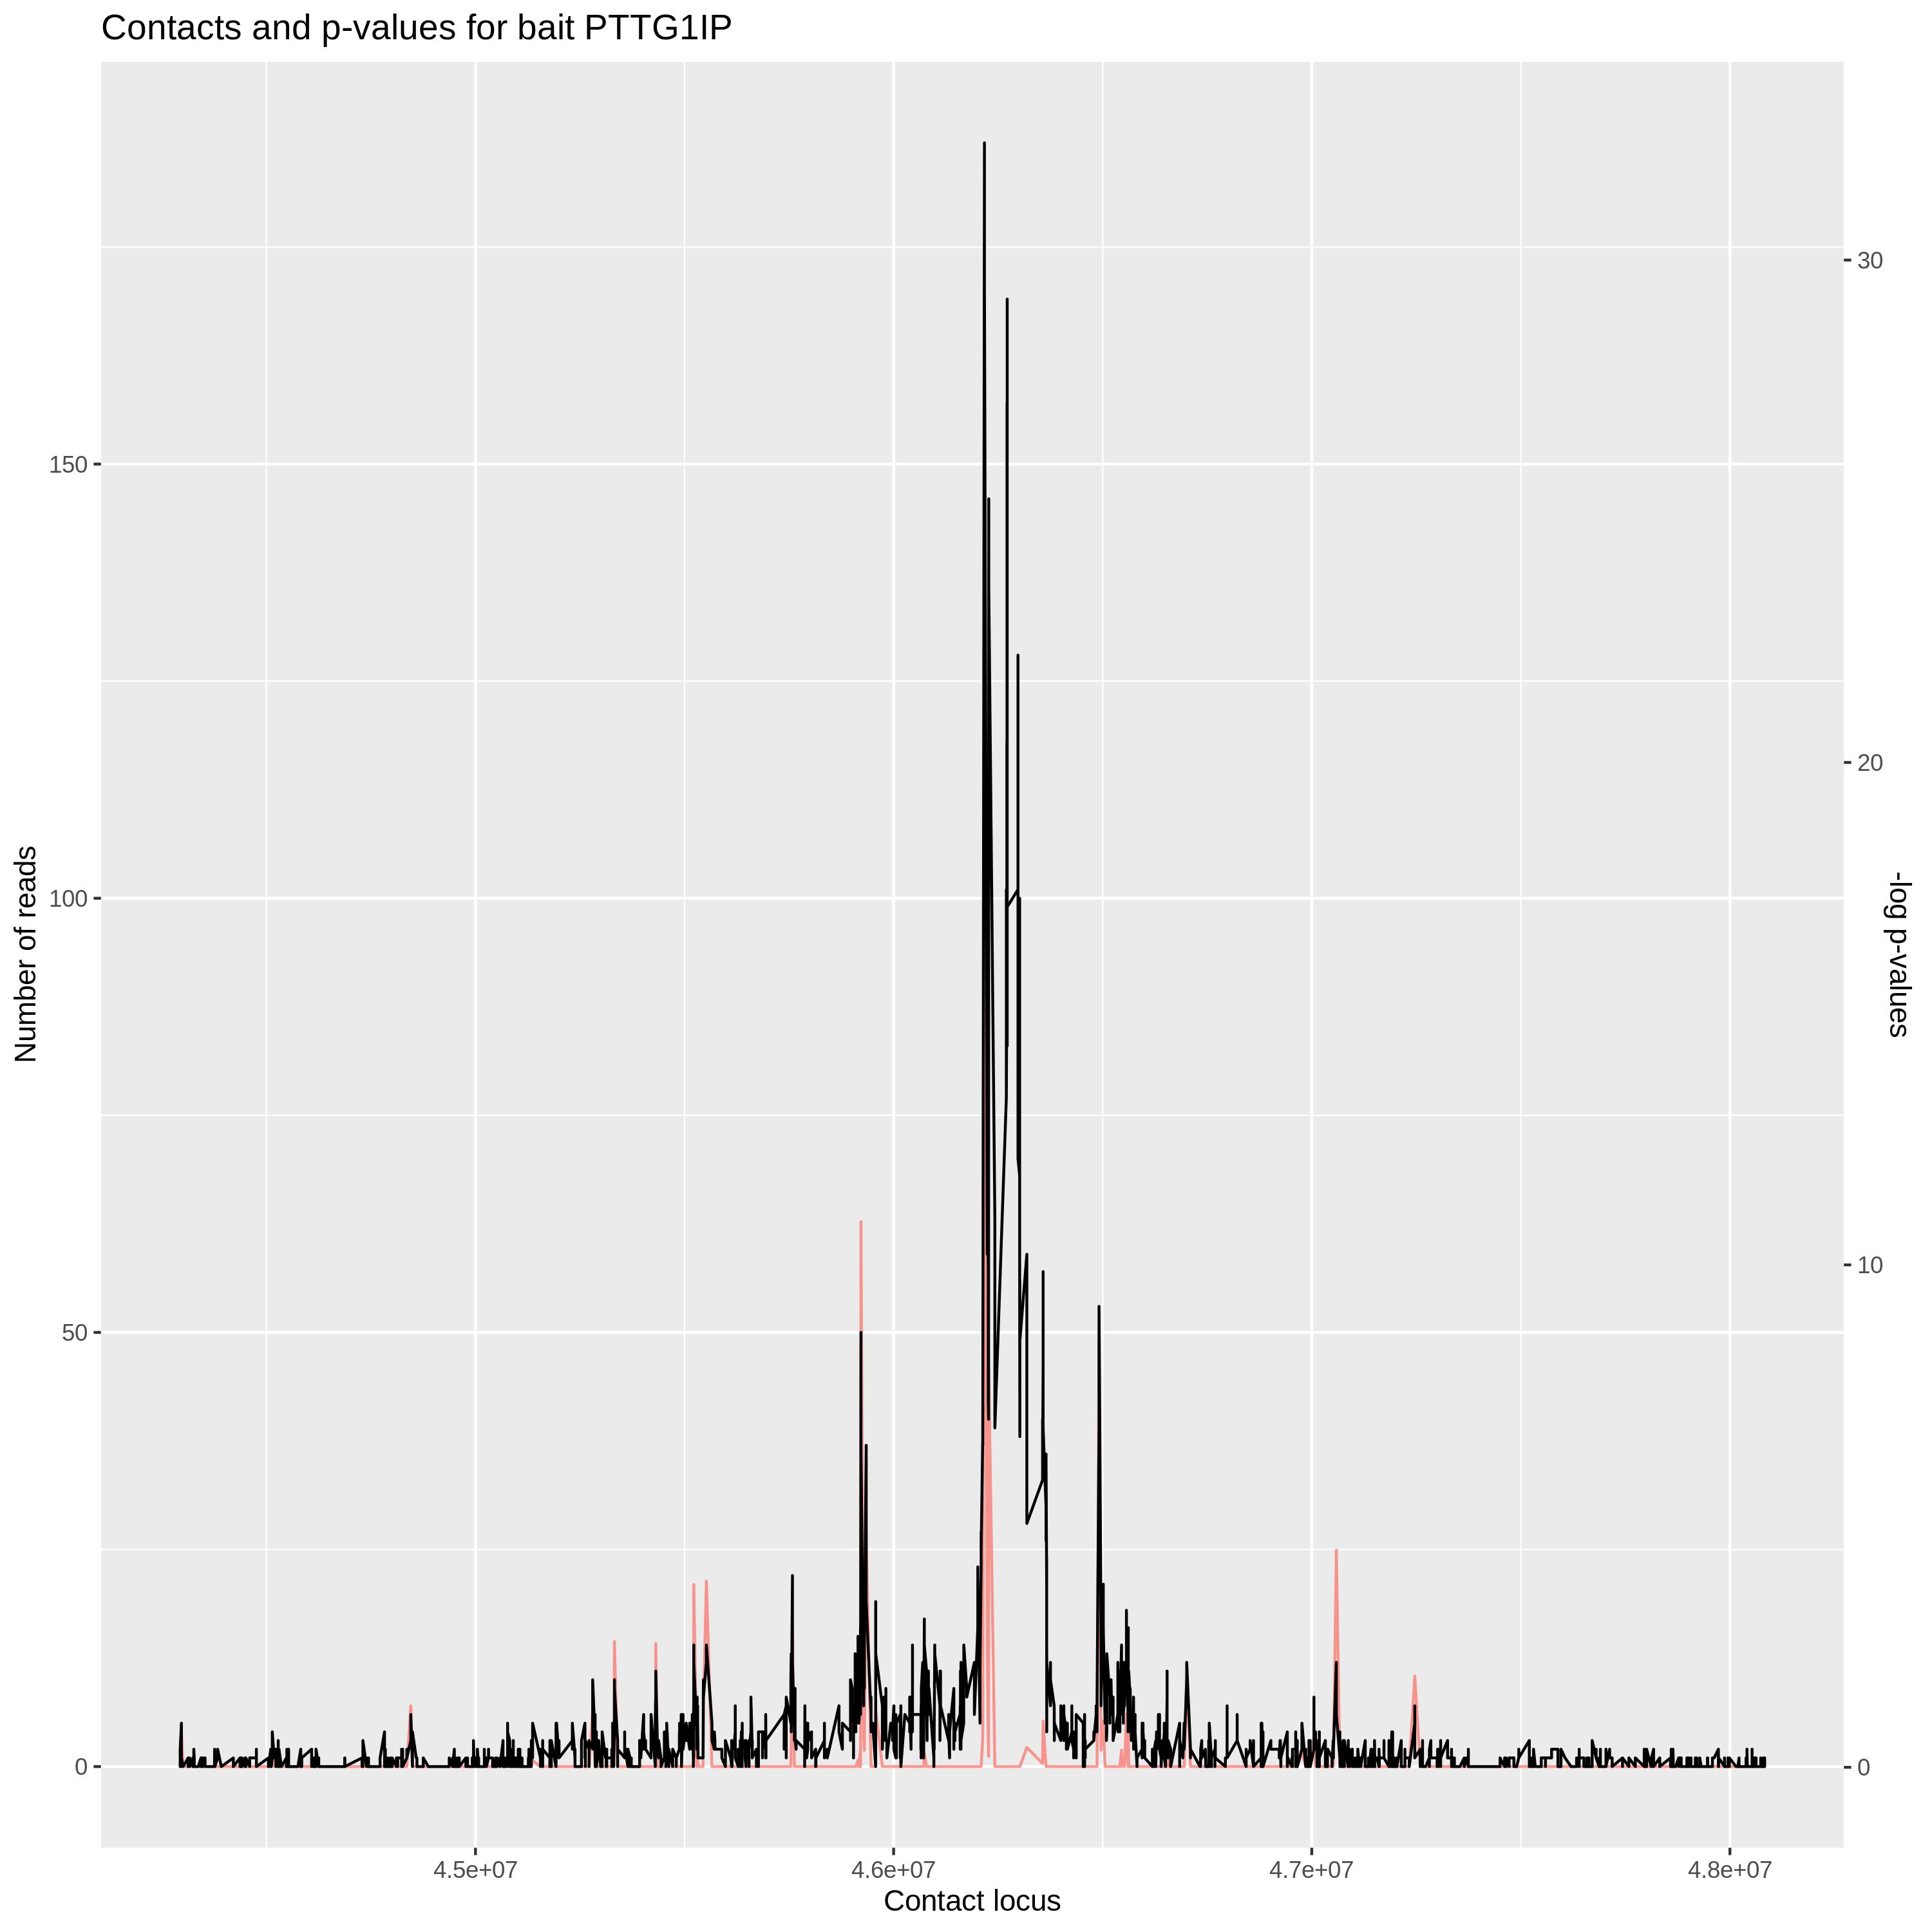 Contacts and p-values for bait PTTG1IP
Number of reads
150
100
50
0
30
20
10
0
-log p-values
4.5e+07 4.6e+07 4.7e+07 4.8e+07
Contact locus